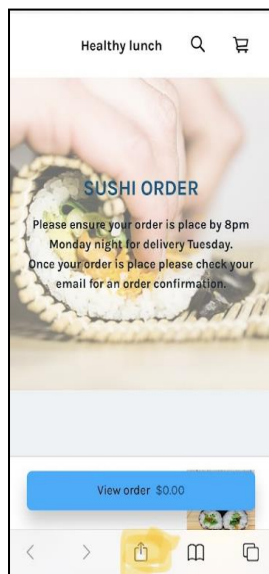 Healthy lunch
SUSHI ORDER
Please ensure your order is place by 8pm
Monday night for delivery Tuesday.
Once your order is place please check your
email for an order confirmation.
View order $0.00